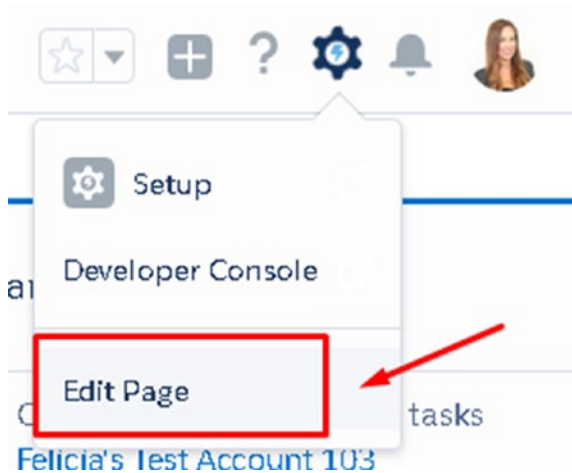 ?
Setup
Developer Console
Edit Page
tasks
Felicia's Test Account 103